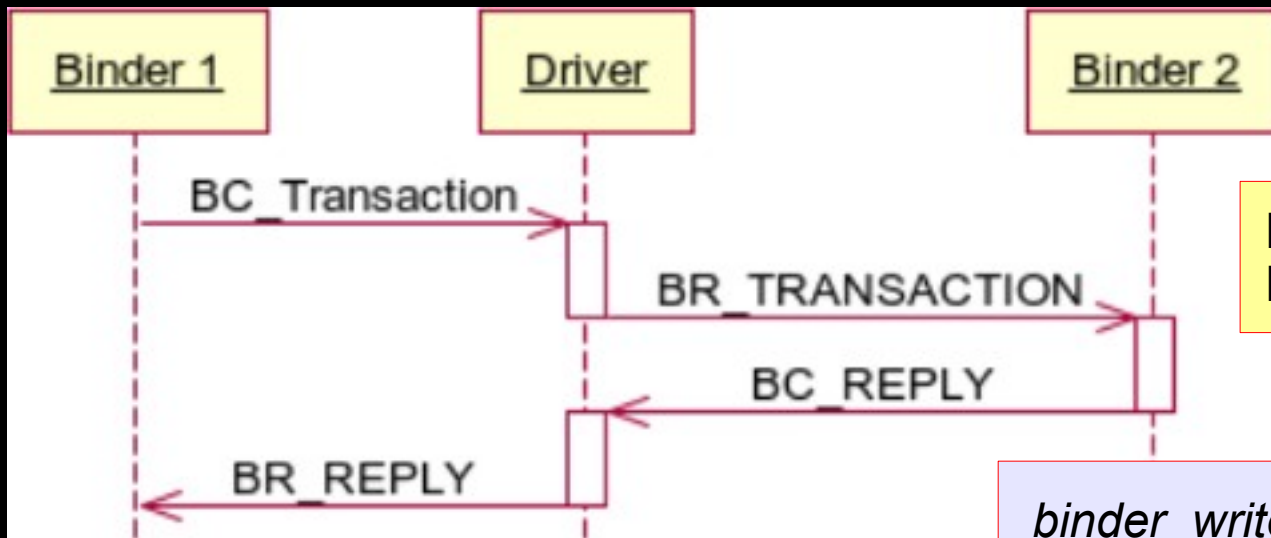 Binder 1
Driver
Binder 2
BC_Transaction
BR_TRANSACTION
BC_REPLY
BR_REPLY
binder_write